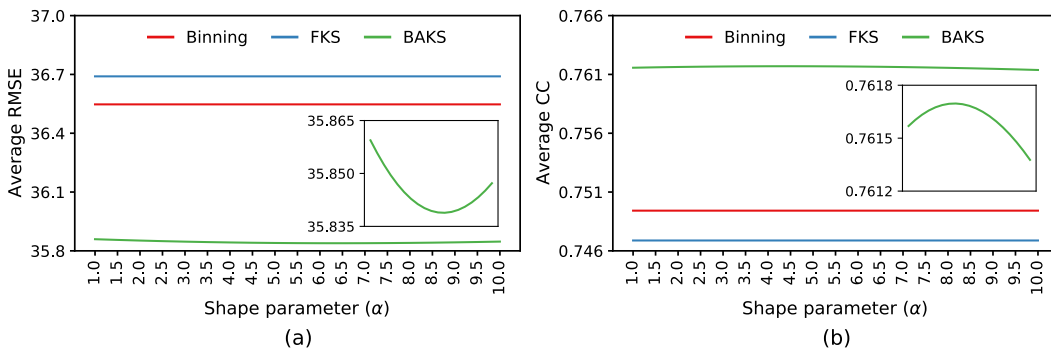 37.0
36.7
36.4
36.1
35.8
Average RMSE
Binning FKS BAKS
35.865
35.850
35.835
1.0 1.5 2.0 2.5 3.0 3.5 4.0 4.5 5.0 5.5 6.0 6.5 7.0 7.5 8.0 8.5 9.0 9.5 10.0
Shape parameter (α)
(a)
0.766
0.761
0.756
0.751
0.746
Average CC
Binning FKS BAKS
0.7618
0.7615
0.7612
1.0 1.5 2.0 2.5 3.0 3.5 4.0 4.5 5.0 5.5 6.0 6.5 7.0 7.5 8.0 8.5 9.0 9.5 10.0
Shape parameter (α)
(b)